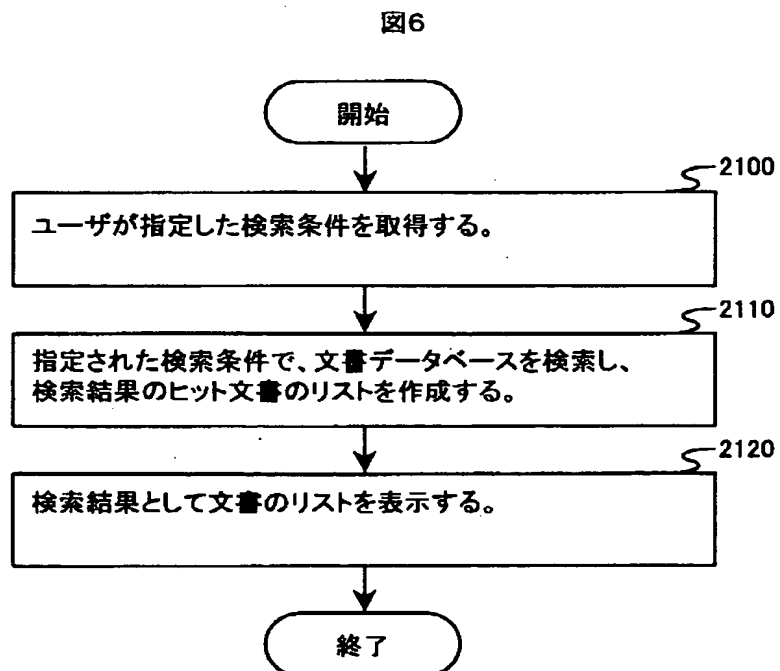 図6
開始
2100
ユーザが指定した検索条件を取得する。
2110
指定された検索条件で、文書データベースを検索し、
検索結果のヒット文書のリストを作成する。
2120
検索結果として文書のリストを表示する。
終了